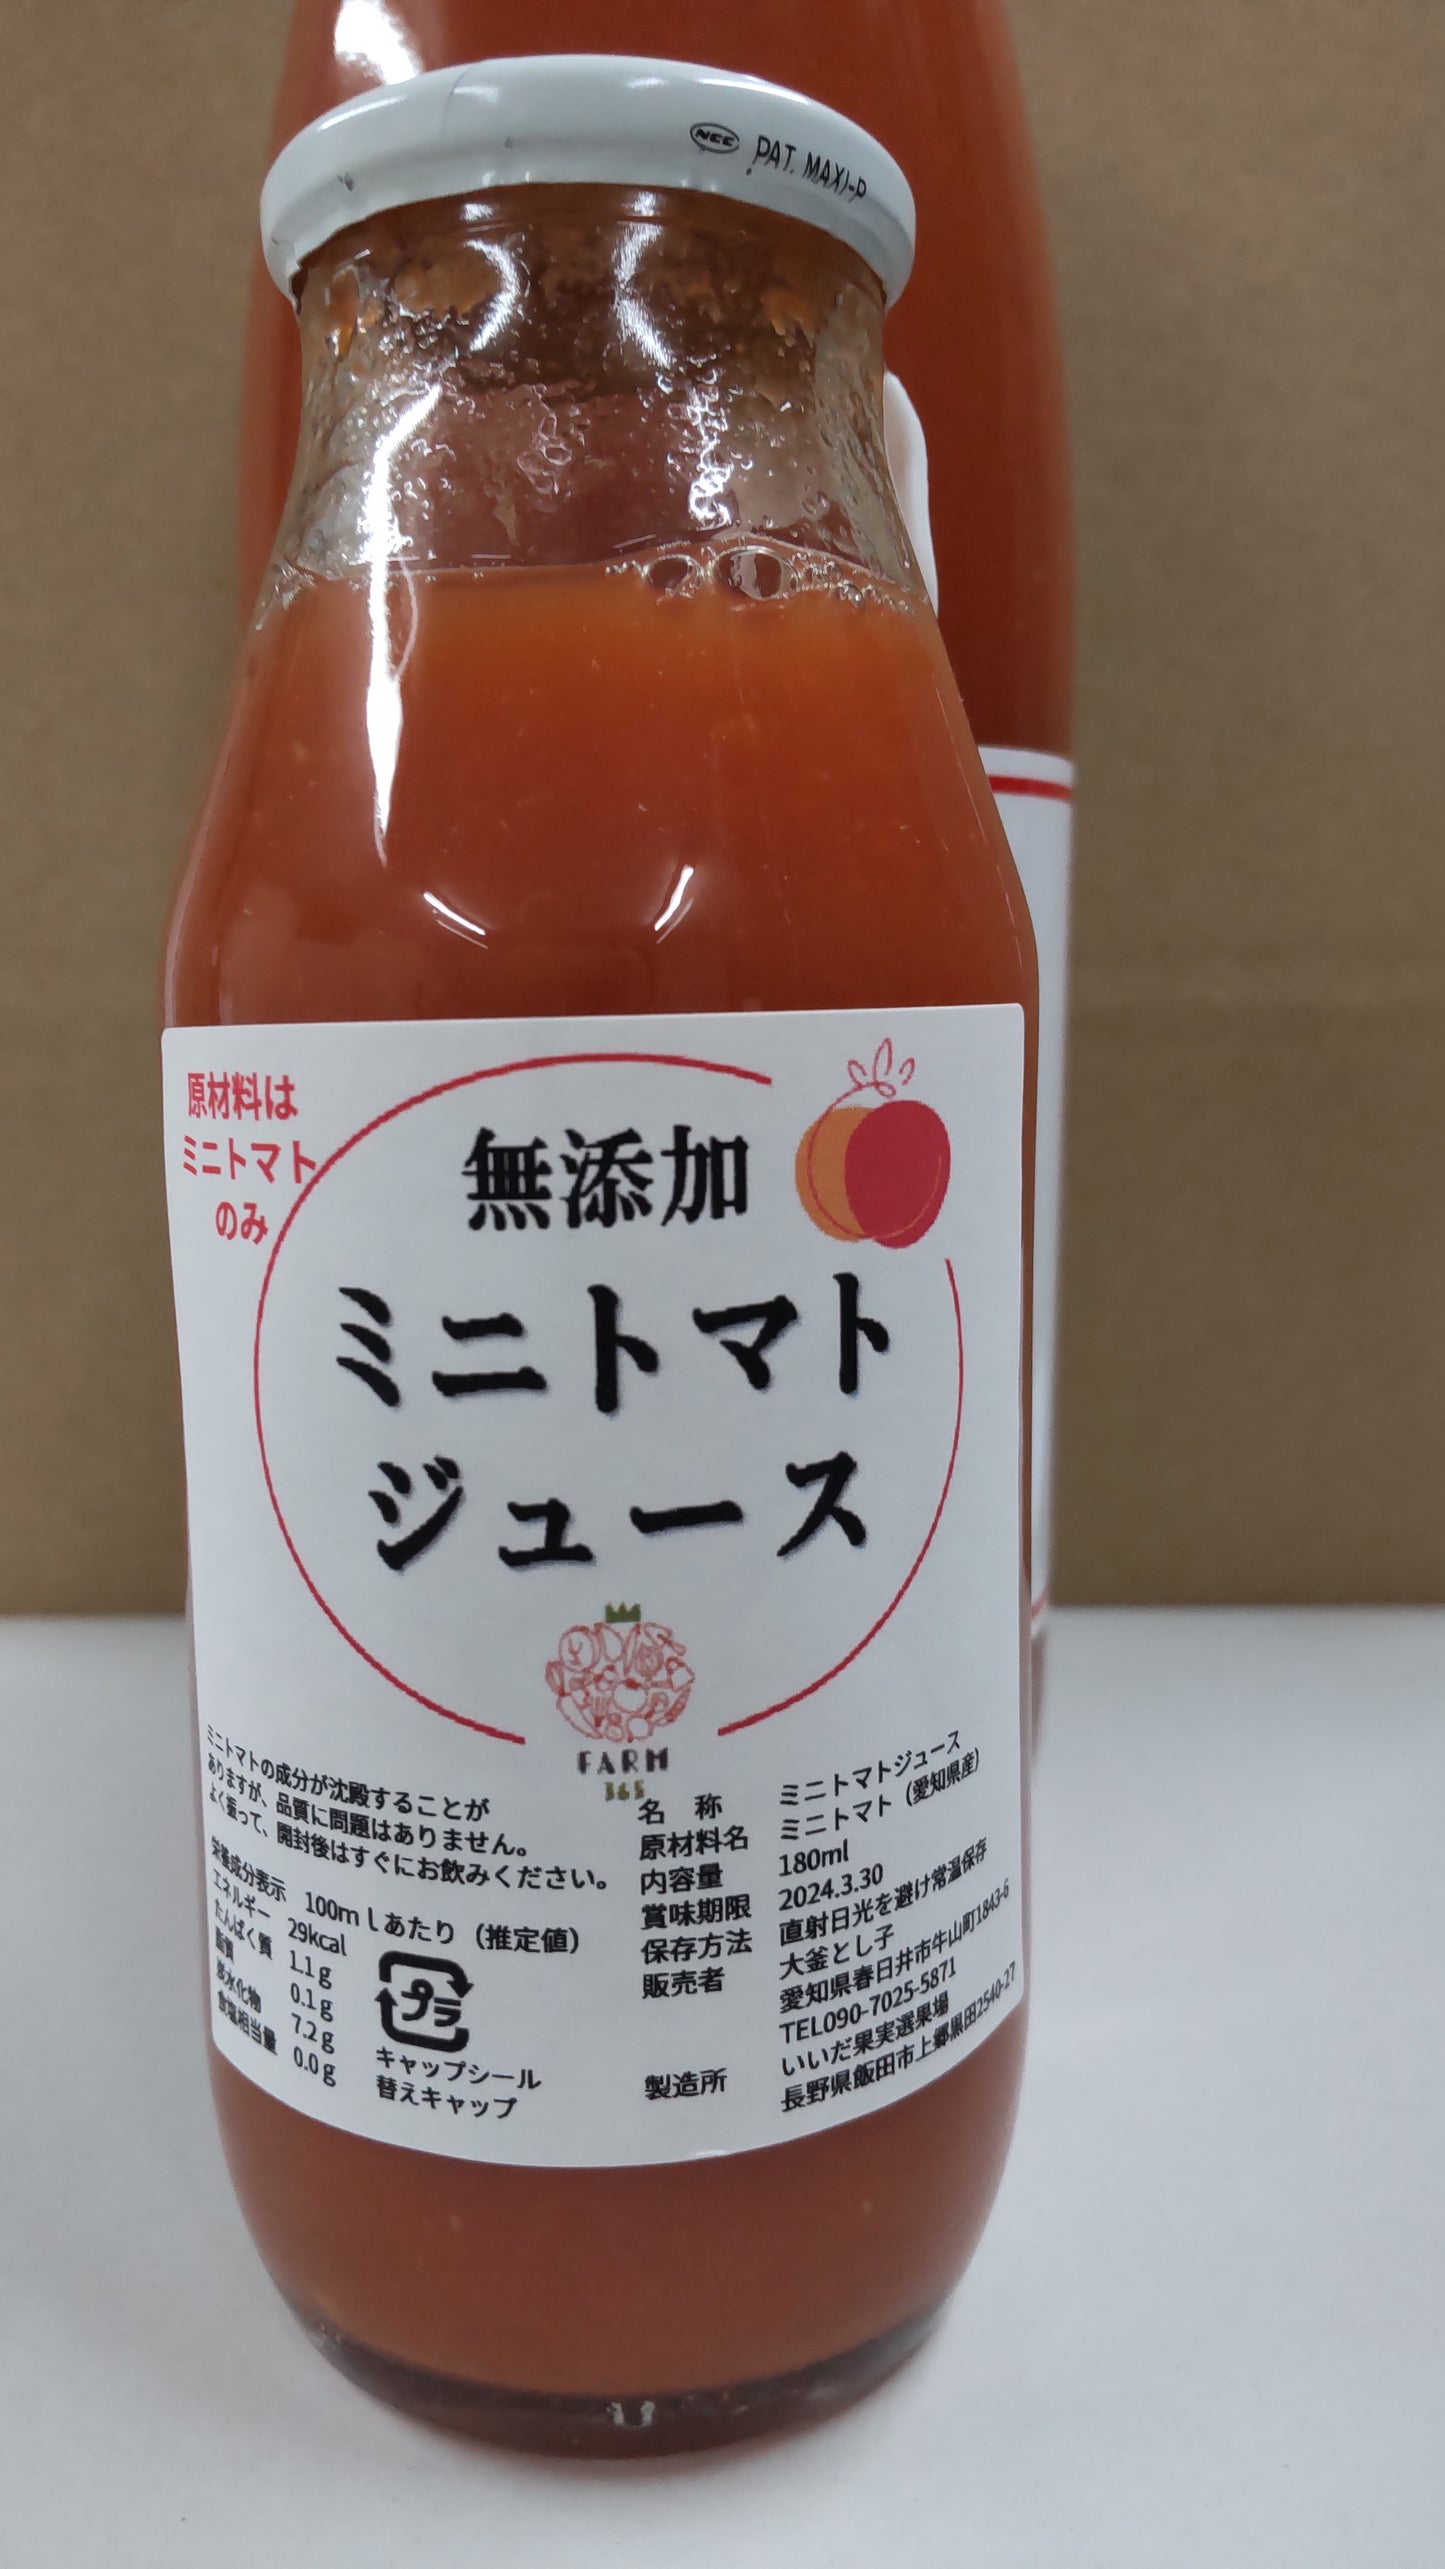 NCC PAT. MAXI-P
原材料は
ミニトマト
のみ
無添加
ミニトマト
ジュース
FARM
365
ミニトマトの成分が沈殿することが
ありますが、品質に問題はありません。
よく振って、開封後はすぐにお飲みください。
栄養成分表示 100mlあたり（推定値）
エネルギー 29kcal
たんぱく質 1.1g
脂質 0.1g
炭水化物 7.2g
食塩相当量 0.0g
プラ
キャップシール
替えキャップ
名 称 ミニトマトジュース
原材料名 ミニトマト（愛知県産）
内容量 180ml
賞味期限 2024.3.30
保存方法 直射日光を避け常温保存
販売者 大釜とし子
愛知県春日井市牛山町1843-6
TEL090-7025-5871
製造所 いいだ果実選果場
長野県飯田市上郷黒田2540-27